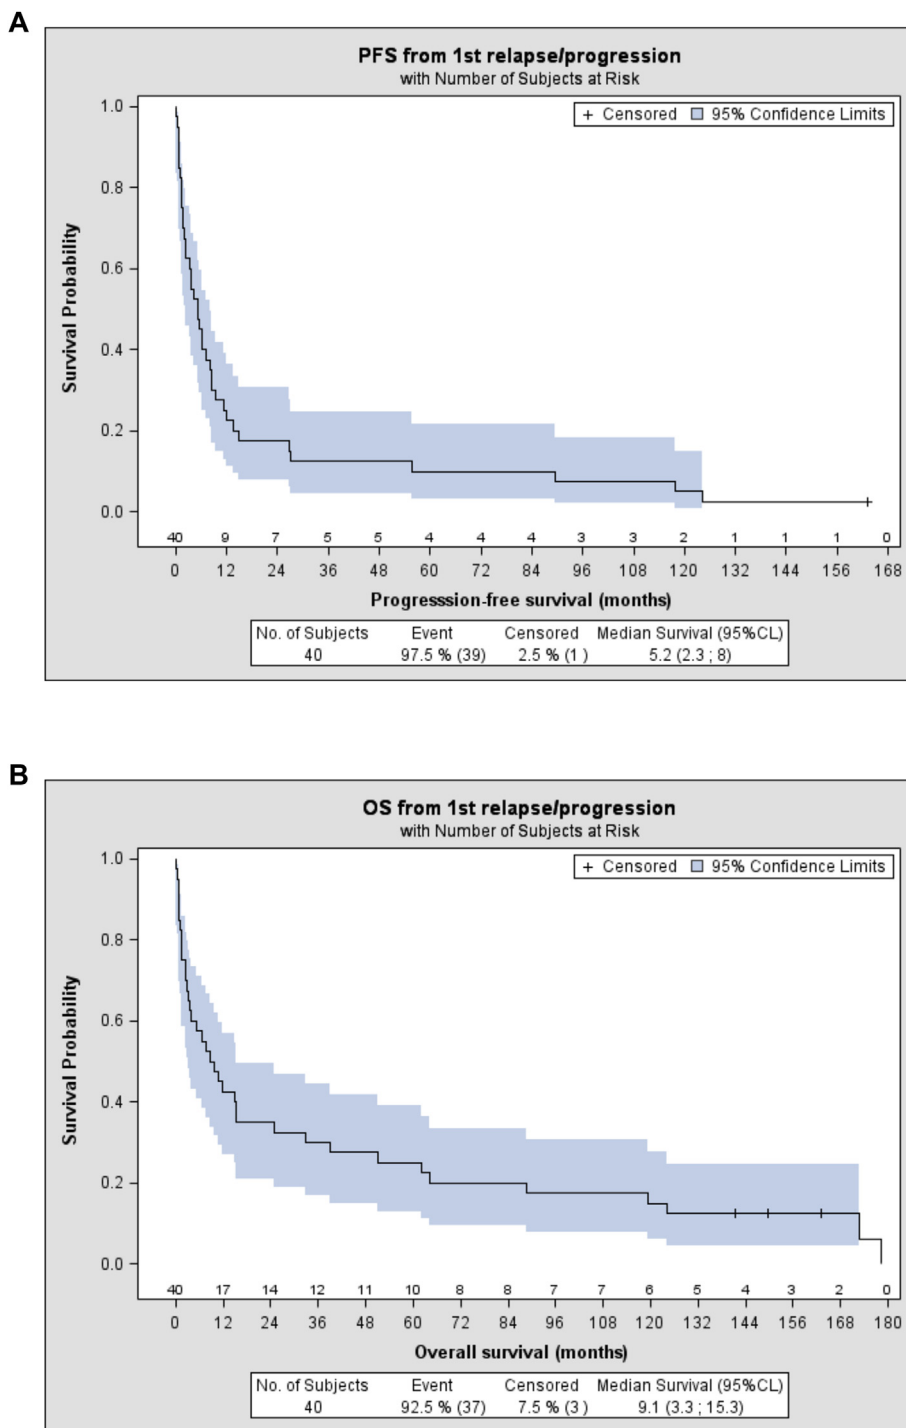 A
PFS from 1st relapse/progression
with Number of Subjects at Risk
+ Censored 95% Confidence Limits
1.0
0.8
0.6
0.4
0.2
0.0
Survival Probability
40 9 7 5 5 4 4 4 3 3 2 1 1 1 0
0 12 24 36 48 60 72 84 96 108 120 132 144 156 168
Progresssion-free survival (months)
No. of Subjects Event Censored Median Survival (95%CL)
40 97.5 % (39) 2.5 % (1 ) 5.2 (2.3 ; 8)
B
OS from 1st relapse/progression
with Number of Subjects at Risk
+ Censored 95% Confidence Limits
1.0
0.8
0.6
0.4
0.2
0.0
Survival Probability
40 17 14 12 11 10 8 8 7 7 6 5 4 3 2 0
0 12 24 36 48 60 72 84 96 108 120 132 144 156 168 180
Overall survival (months)
No. of Subjects Event Censored Median Survival (95%CL)
40 92.5 % (37) 7.5 % (3 ) 9.1 (3.3 ; 15.3)